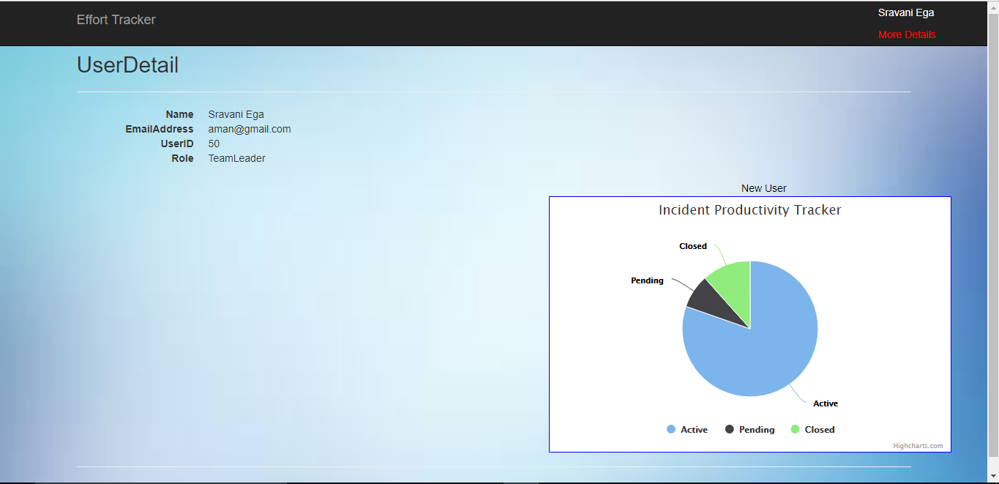 Effort Tracker
Sravani Ega
More Details
UserDetail
Name Sravani Ega
EmailAddress aman@gmail.com
UserID 50
Role TeamLeader
New User
Incident Productivity Tracker
Closed
Pending
Active
Active Pending Closed
Highcharts.com